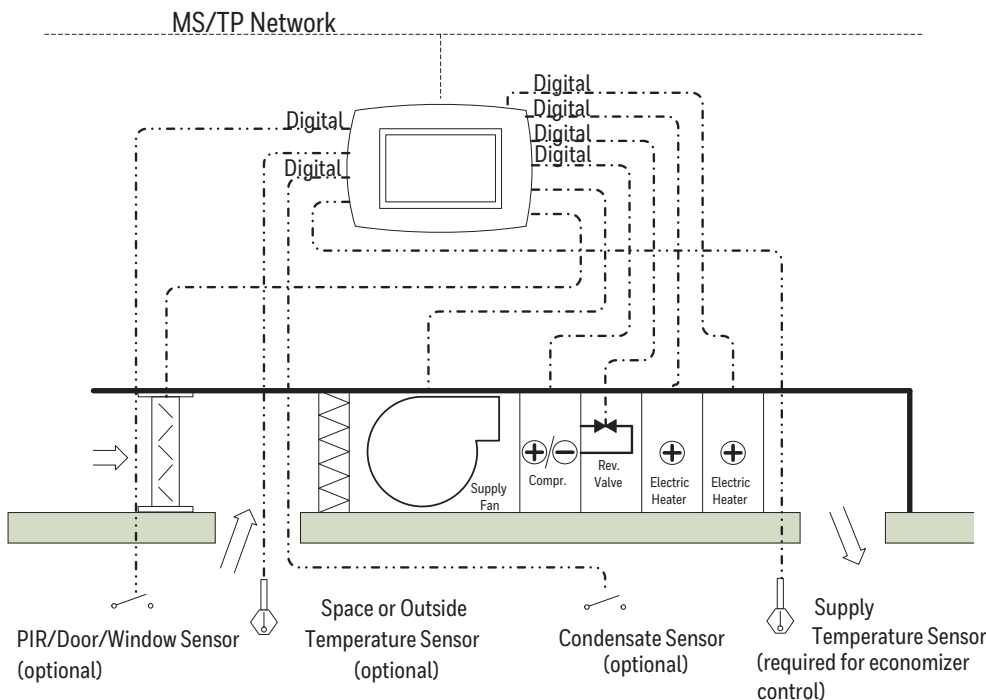 MS/TP Network
Digital
Digital
Digital
Digital
Digital
Digital
Supply
Fan
Compr.
Rev.
Valve
Electric
Heater
Electric
Heater
PIR/Door/Window Sensor
(optional)
Space or Outside
Temperature Sensor
(optional)
Condensate Sensor
(optional)
Supply
Temperature Sensor
(required for economizer
control)